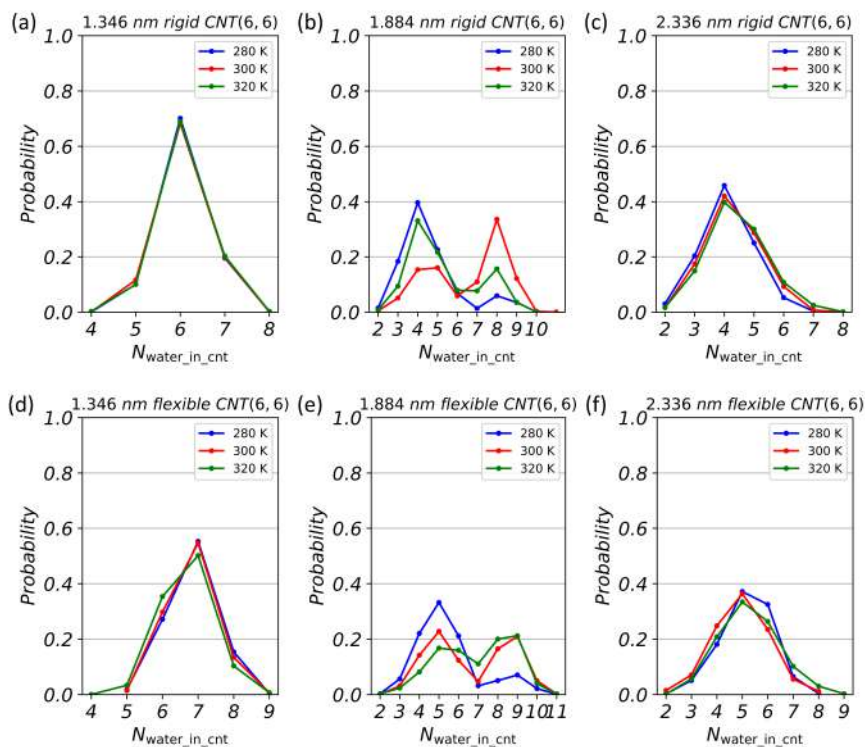 (a) 1.346 nm rigid CNT(6, 6)
280 K
300 K
320 K
1.0
0.8
0.6
0.4
0.2
0.0
Probability
4 5 6 7 8
N_water_in_cnt
(b) 1.884 nm rigid CNT(6, 6)
280 K
300 K
320 K
1.0
0.8
0.6
0.4
0.2
0.0
Probability
2 3 4 5 6 7 8 9 10
N_water_in_cnt
(c) 2.336 nm rigid CNT(6, 6)
280 K
300 K
320 K
1.0
0.8
0.6
0.4
0.2
0.0
Probability
2 3 4 5 6 7 8
N_water_in_cnt
(d) 1.346 nm flexible CNT(6, 6)
280 K
300 K
320 K
1.0
0.8
0.6
0.4
0.2
0.0
Probability
4 5 6 7 8 9
N_water_in_cnt
(e) 1.884 nm flexible CNT(6, 6)
280 K
300 K
320 K
1.0
0.8
0.6
0.4
0.2
0.0
Probability
2 3 4 5 6 7 8 9 10 11
N_water_in_cnt
(f) 2.336 nm flexible CNT(6, 6)
280 K
300 K
320 K
1.0
0.8
0.6
0.4
0.2
0.0
Probability
2 3 4 5 6 7 8 9
N_water_in_cnt